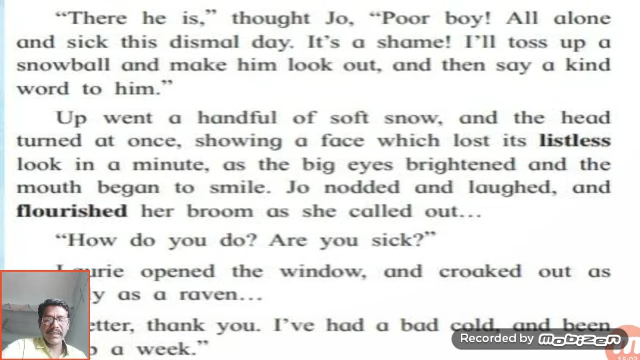 “There he is,” thought Jo, “Poor boy! All alone
and sick this dismal day. It’s a shame! I’ll toss up a
snowball and make him look out, and then say a kind
word to him.”
Up went a handful of soft snow, and the head
turned at once, showing a face which lost its listless
look in a minute, as the big eyes brightened and the
mouth began to smile. Jo nodded and laughed, and
flourished her broom as she called out...
“How do you do? Are you sick?”
opened the window, and croaked out as
as a raven...
thank you. I’ve had a bad cold, and been
a week.”
Recorded by mobizen